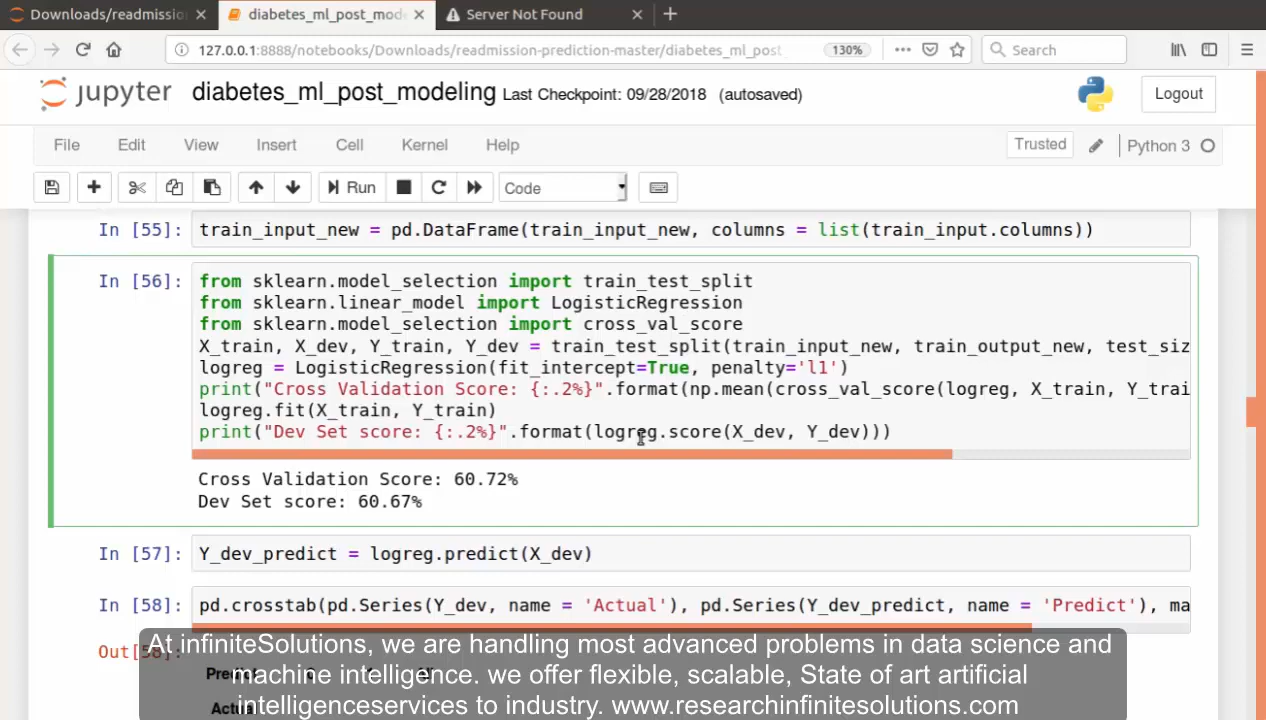 Downloads/readmissio
diabetes_ml_post_mode
Server Not Found
127.0.0.1:8888/notebooks/Downloads/readmission-prediction-master/diabetes_ml_post
130%
Search
jupyter diabetes_ml_post_modeling Last Checkpoint: 09/28/2018 (autosaved)
Logout
File Edit View Insert Cell Kernel Help
Trusted
Python 3
Run
Code
In [55]: train_input_new = pd.DataFrame(train_input_new, columns = list(train_input.columns))
In [56]: from sklearn.model_selection import train_test_split
from sklearn.linear_model import LogisticRegression
from sklearn.model_selection import cross_val_score
X_train, X_dev, Y_train, Y_dev = train_test_split(train_input_new, train_output_new, test_siz
logreg = LogisticRegression(fit_intercept=True, penalty='l1')
print("Cross Validation Score: {:.2%}".format(np.mean(cross_val_score(logreg, X_train, Y_trai
logreg.fit(X_train, Y_train)
print("Dev Set score: {:.2%}".format(logreg.score(X_dev, Y_dev)))
Cross Validation Score: 60.72%
Dev Set score: 60.67%
In [57]: Y_dev_predict = logreg.predict(X_dev)
In [58]: pd.crosstab(pd.Series(Y_dev, name = 'Actual'), pd.Series(Y_dev_predict, name = 'Predict'), ma
At infiniteSolutions, we are handling most advanced problems in data science and
machine intelligence. we offer flexible, scalable, State of art artificial
intelligenceservices to industry. www.researchinfinitesolutions.com